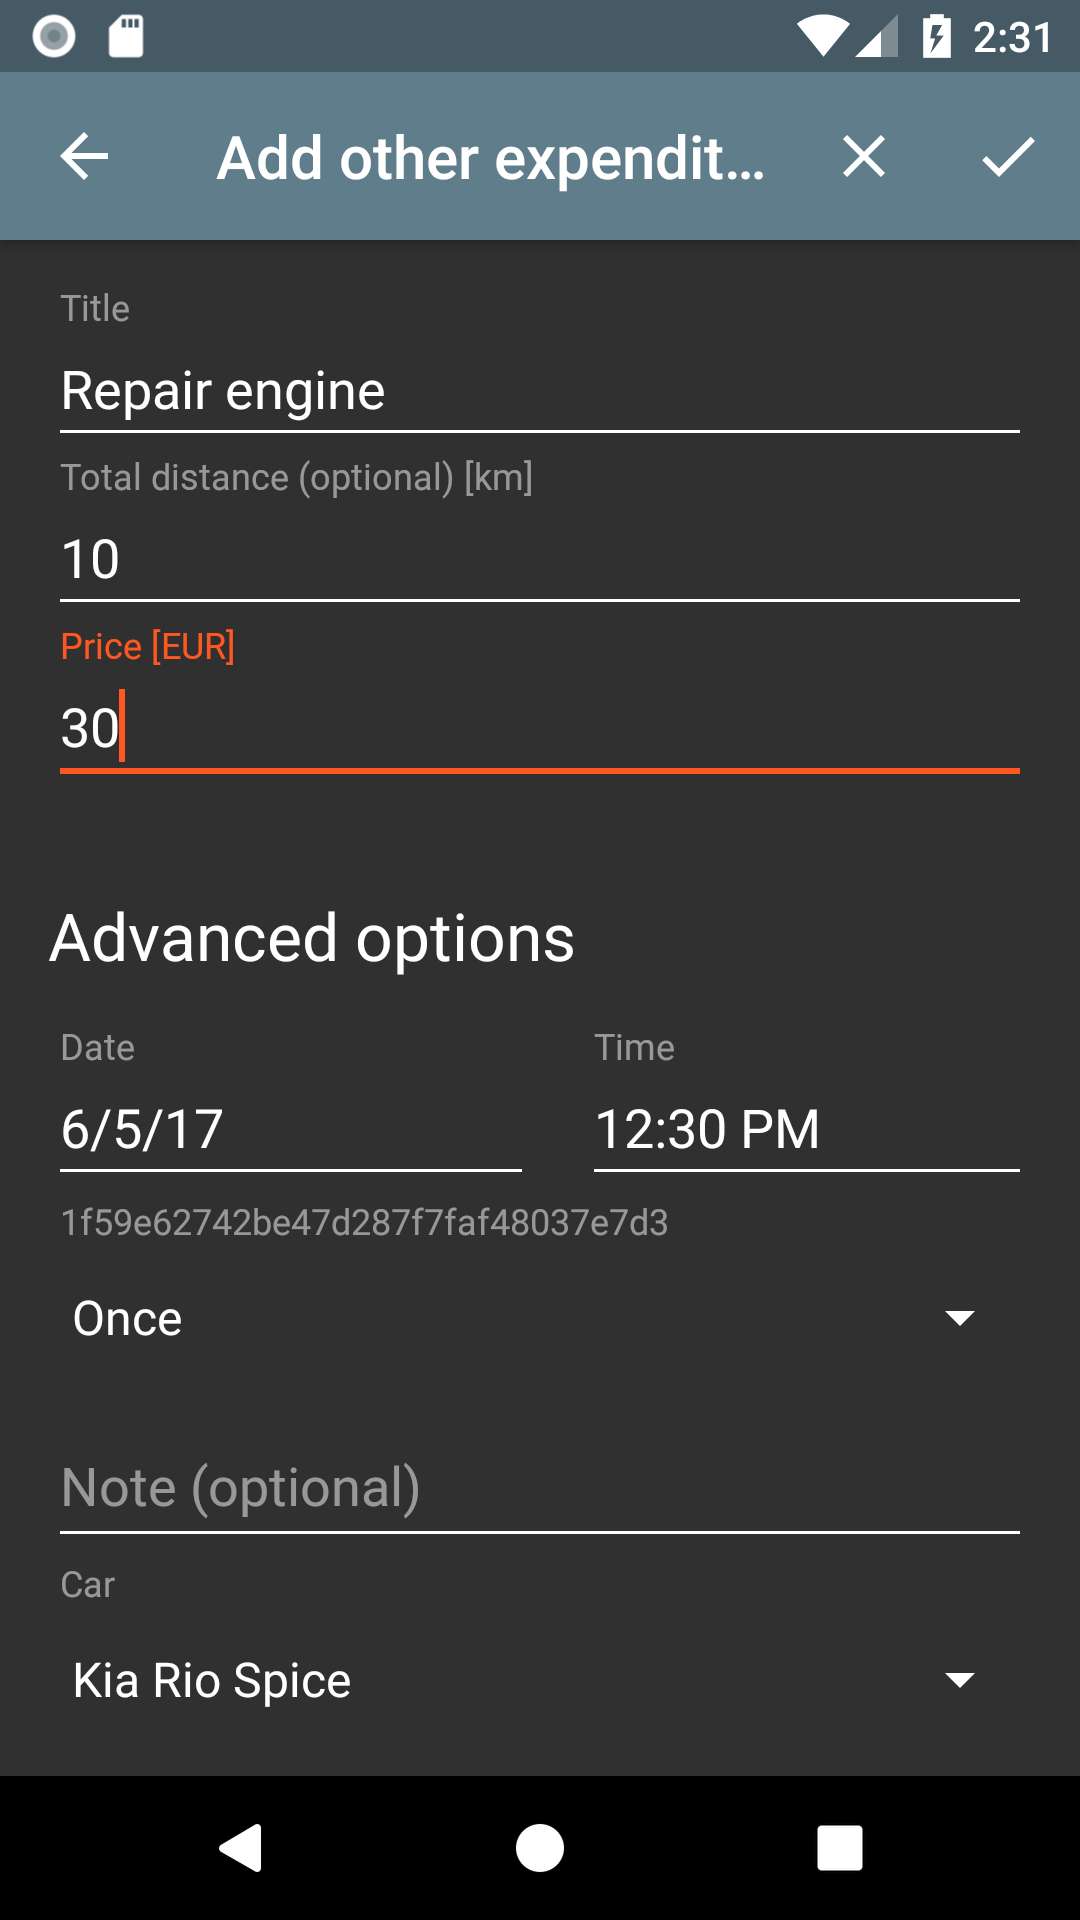 2:31
Add other expendit...
Title
Repair engine
Total distance (optional) [km]
10
Price [EUR]
30
Advanced options
Date
Time
6/5/17
12:30 PM
1f59e62742be47d287f7faf48037e7d3
Once
Note (optional)
Car
Kia Rio Spice